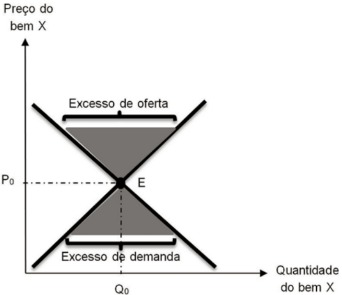 Preço do
bem X
Excesso de oferta
P0
E
Excesso de demanda
Quantidade
do bem X
Q0